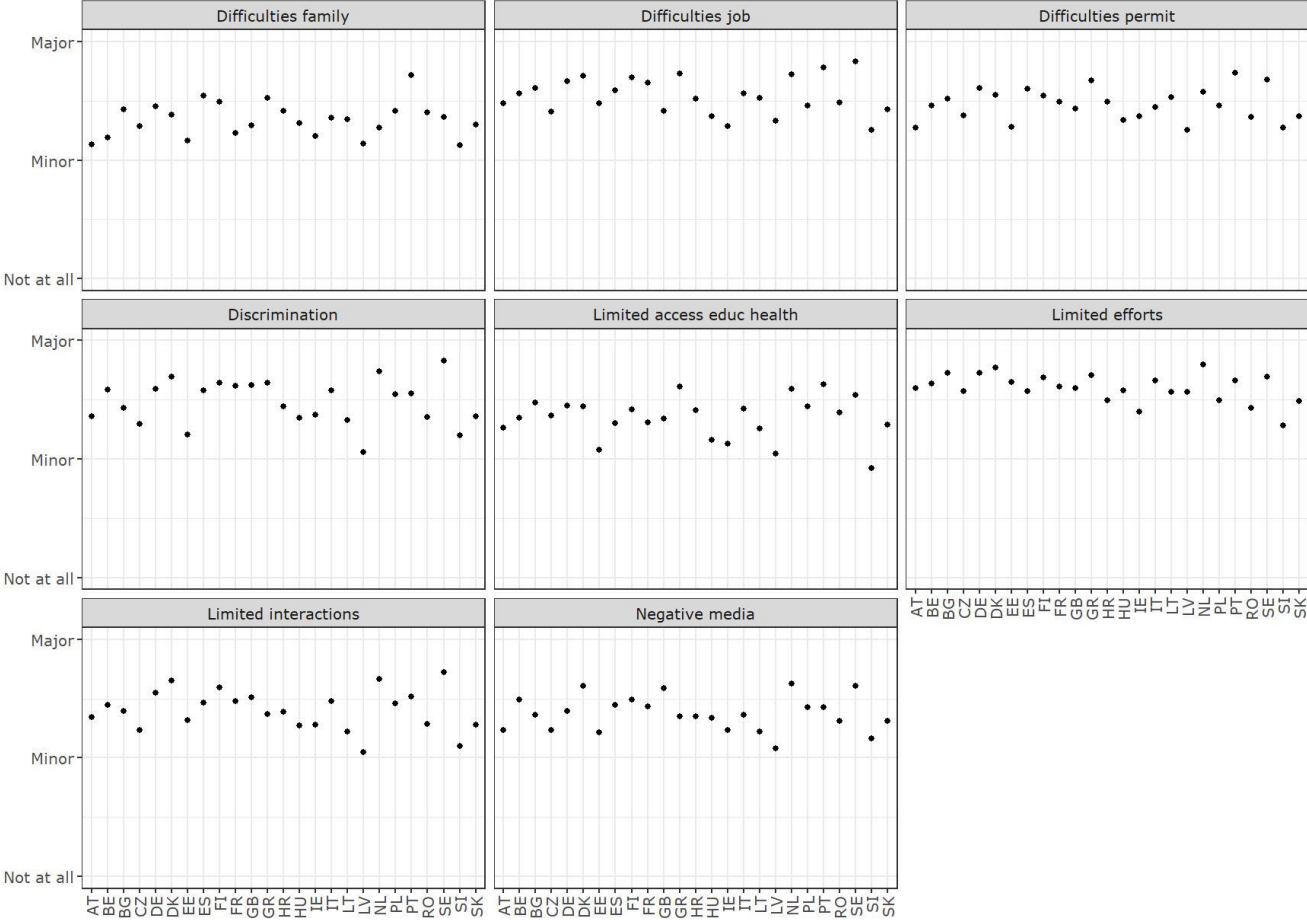 Difficulties family Difficulties job Difficulties permit
Major
Minor
Not at all
Discrimination Limited access educ health Limited efforts
Major
Minor
Not at all
AT BE BG CZ DE DK EE ES FI FR GB GR HR HU IE IT LT LV NL PL PT RO SE SI SK
Limited interactions Negative media
Major
Minor
Not at all
AT BE BG CZ DE DK EE ES FI FR GB GR HR HU IE IT LT LV NL PL PT RO SE SI SK AT BE BG CZ DE DK EE ES FI FR GB GR HR HU IE IT LT LV NL PL PT RO SE SI SK